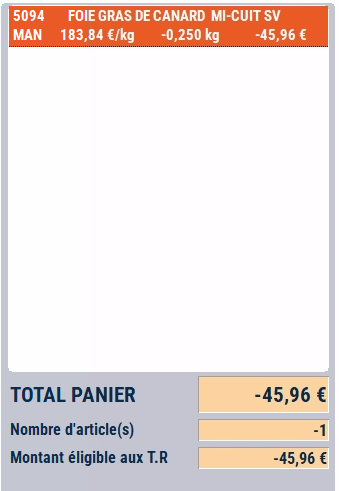 5094 FOIE GRAS DE CANARD MI-CUIT SV
MAN 183,84 €/kg -0,250 kg -45,96 €
TOTAL PANIER -45,96 €
Nombre d'article(s) -1
Montant éligible aux T.R -45,96 €